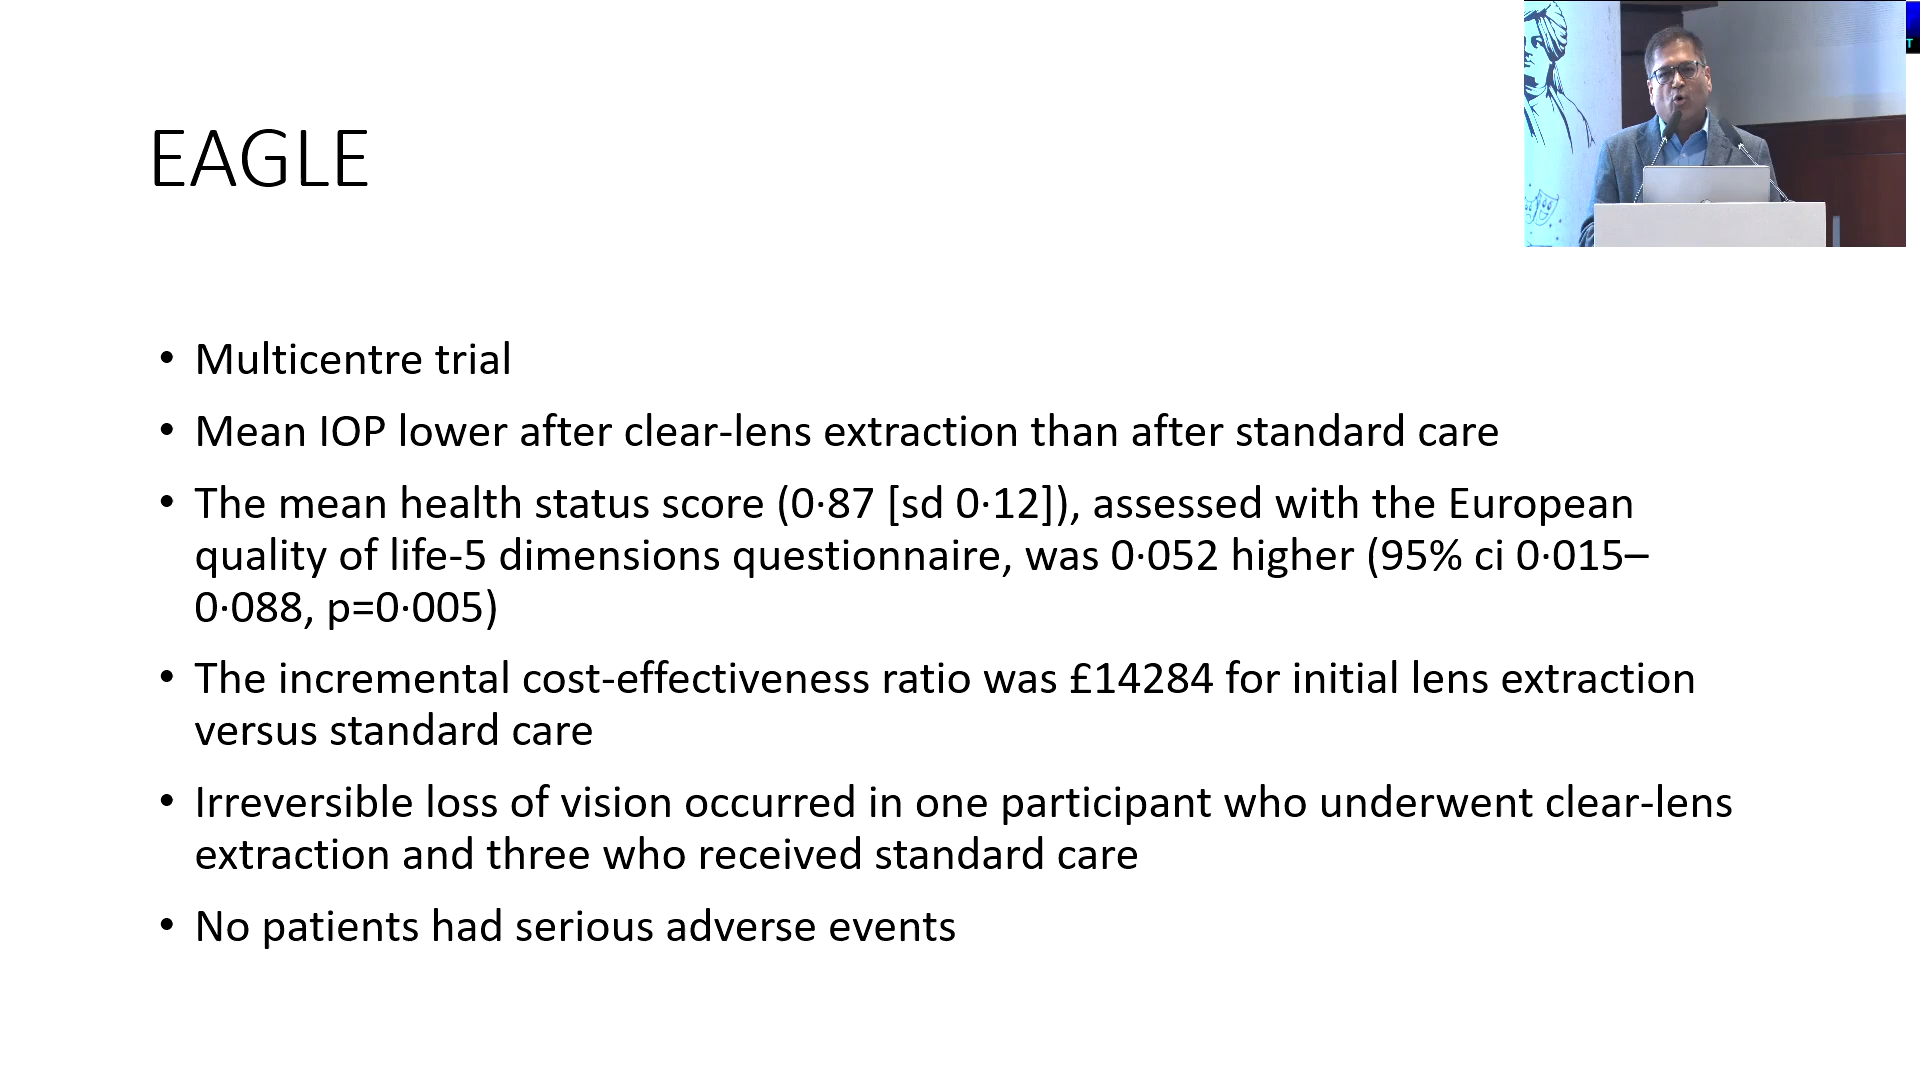 EAGLE
T
• Multicentre trial
• Mean IOP lower after clear-lens extraction than after standard care
• The mean health status score (0·87 [sd 0·12]), assessed with the European
quality of life-5 dimensions questionnaire, was 0·052 higher (95% ci 0·015–
0·088, p=0·005)
• The incremental cost-effectiveness ratio was £14284 for initial lens extraction
versus standard care
• Irreversible loss of vision occurred in one participant who underwent clear-lens
extraction and three who received standard care
• No patients had serious adverse events